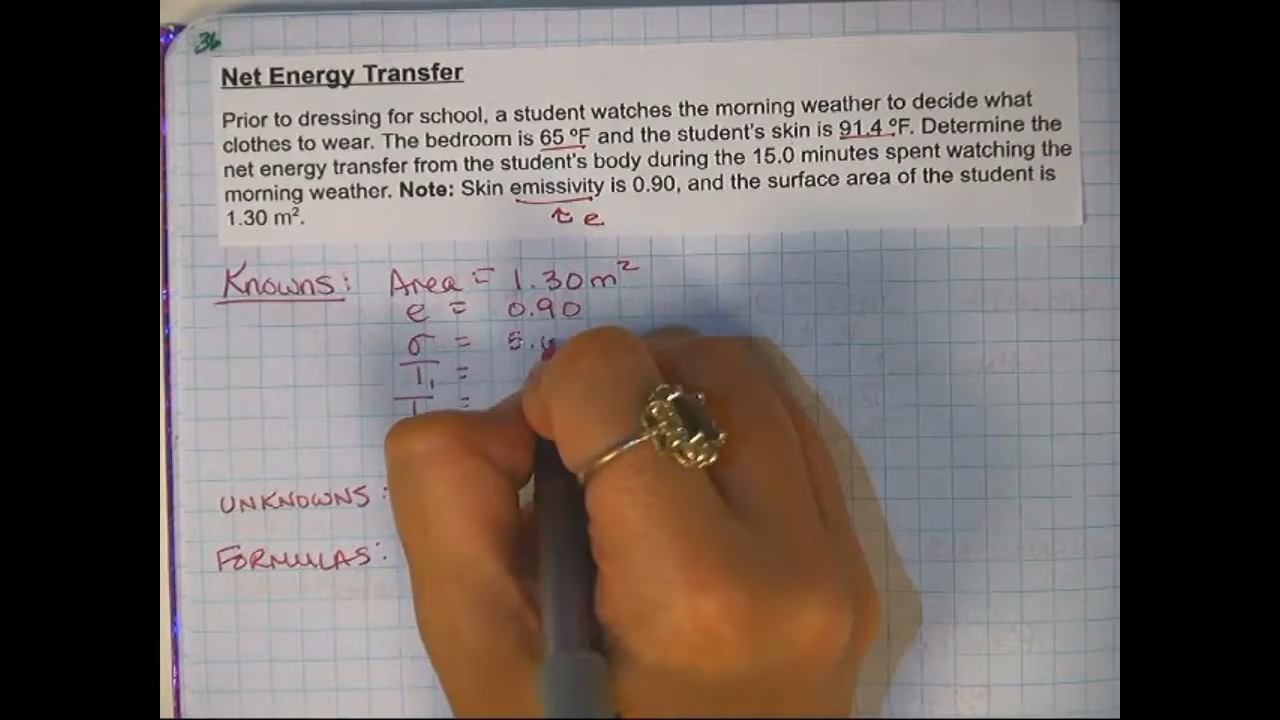 36
Net Energy Transfer
Prior to dressing for school, a student watches the morning weather to decide what
clothes to wear. The bedroom is 65 ºF and the student's skin is 91.4 ºF. Determine the
net energy transfer from the student's body during the 15.0 minutes spent watching the
morning weather. Note: Skin emissivity is 0.90, and the surface area of the student is
1.30 m².
e
Knowns: Area = 1.30 m²
e = 0.90
σ = 5.
T₁ =
=
UNKNOWNS:
FORMULAS: